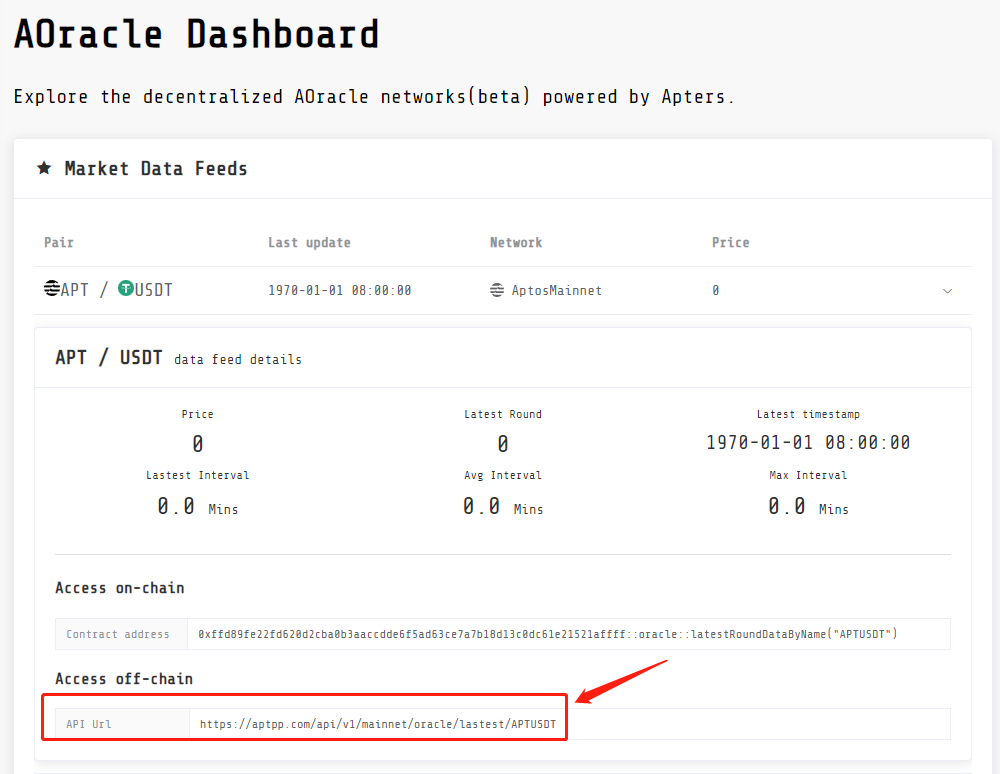 AOracle Dashboard
Explore the decentralized AOracle networks(beta) powered by Apters.
Market Data Feeds
Pair Last update Network Price
APT / USDT 1970-01-01 08:00:00 AptosMainnet 0
APT / USDT data feed details
Price Latest Round Latest timestamp
0 0 1970-01-01 08:00:00
Lastest Interval Avg Interval Max Interval
0.0 Mins 0.0 Mins 0.0 Mins
Access on-chain
Contract address 0xffd89fe22fd620d2cba0b3aaccdde6f5ad63ce7a7b18d13c0dc61e21521affff::oracle::latestRoundDataByName("APTUSDT")
Access off-chain
API Url https://aptpp.com/api/v1/mainnet/oracle/lastest/APTUSDT